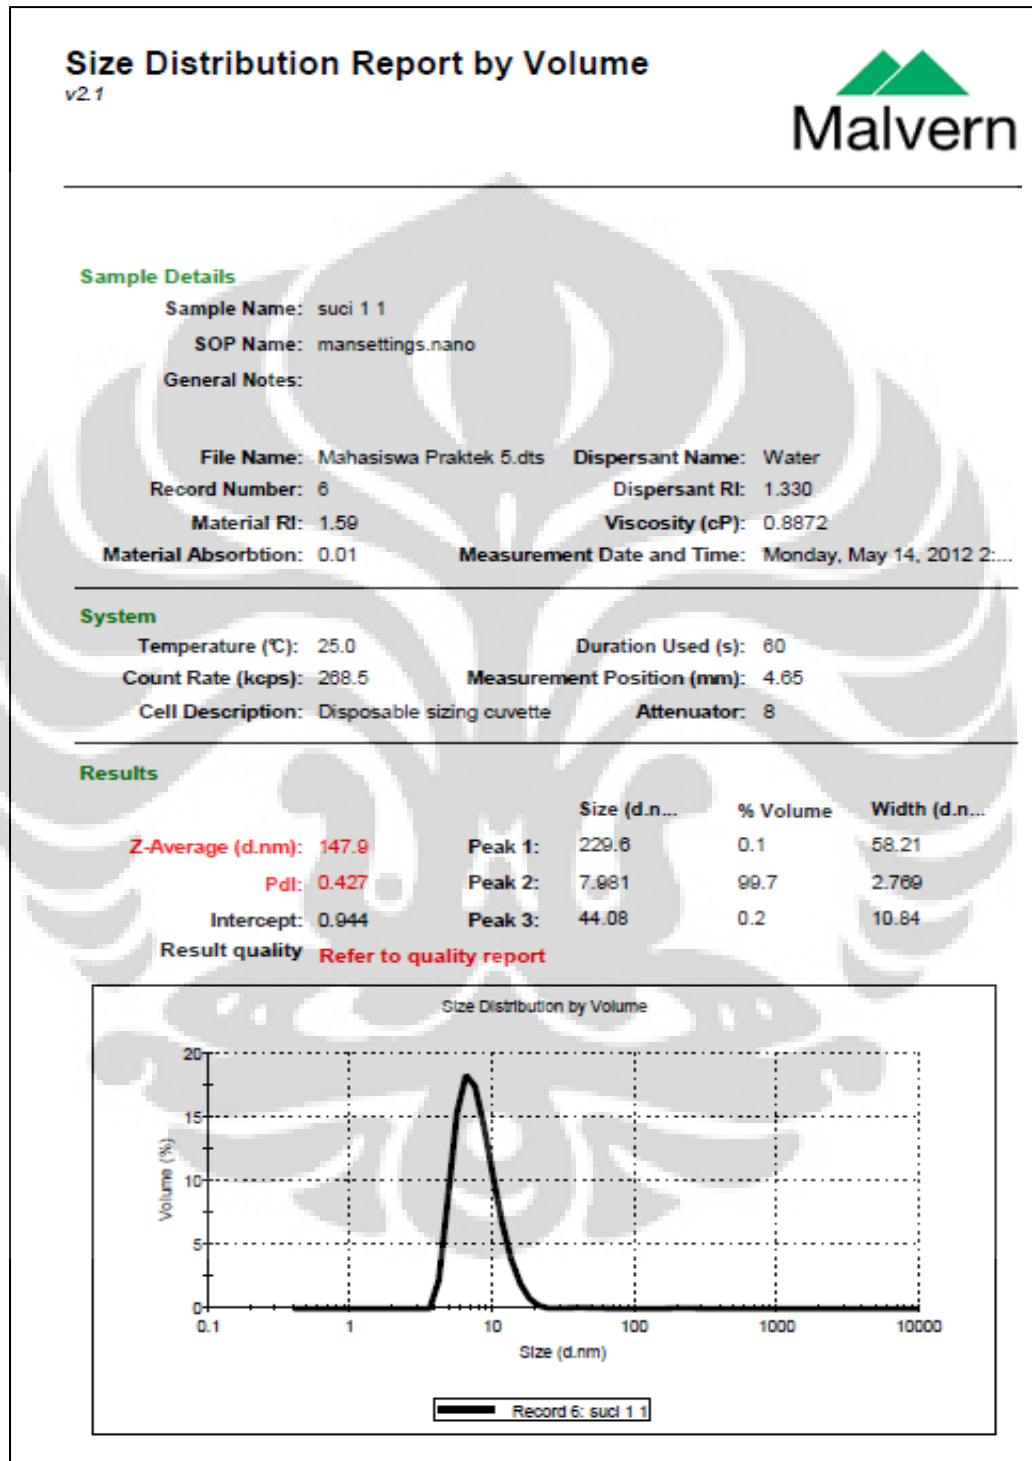 Size Distribution Report by Volume
v2.1
Malvern
Sample Details
Sample Name: suci 1 1
SOP Name: mansettings.nano
General Notes:
File Name: Mahasiswa Praktek 5.dts Dispersant Name: Water
Record Number: 6 Dispersant RI: 1.330
Material RI: 1.59 Viscosity (cP): 0.8872
Material Absorbtion: 0.01 Measurement Date and Time: Monday, May 14, 2012 2:...
System
Temperature (°C): 25.0 Duration Used (s): 60
Count Rate (kcps): 268.5 Measurement Position (mm): 4.65
Cell Description: Disposable sizing cuvette Attenuator: 8
Results
Size (d.n... % Volume Width (d.n...
Z-Average (d.nm): 147.9 Peak 1: 229.6 0.1 58.21
PdI: 0.427 Peak 2: 7.981 99.7 2.769
Intercept: 0.944 Peak 3: 44.08 0.2 10.84
Result quality Refer to quality report
Size Distribution by Volume
20
15
10
5
0
Volume (%)
0.1 1 10 100 1000 10000
Size (d.nm)
Record 6: suci 1 1